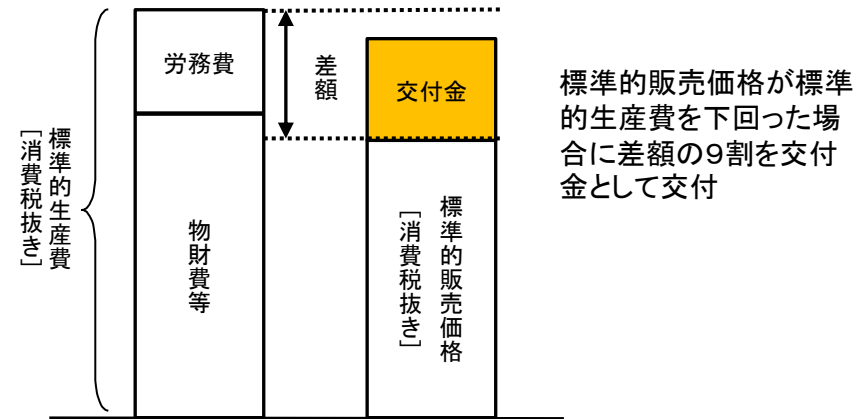 標準的生産費
［消費税抜き］
労務費
物財費等
差額
交付金
標準的販売価格
［消費税抜き］
標準的販売価格が標準
的生産費を下回った場
合に差額の９割を交付
金として交付